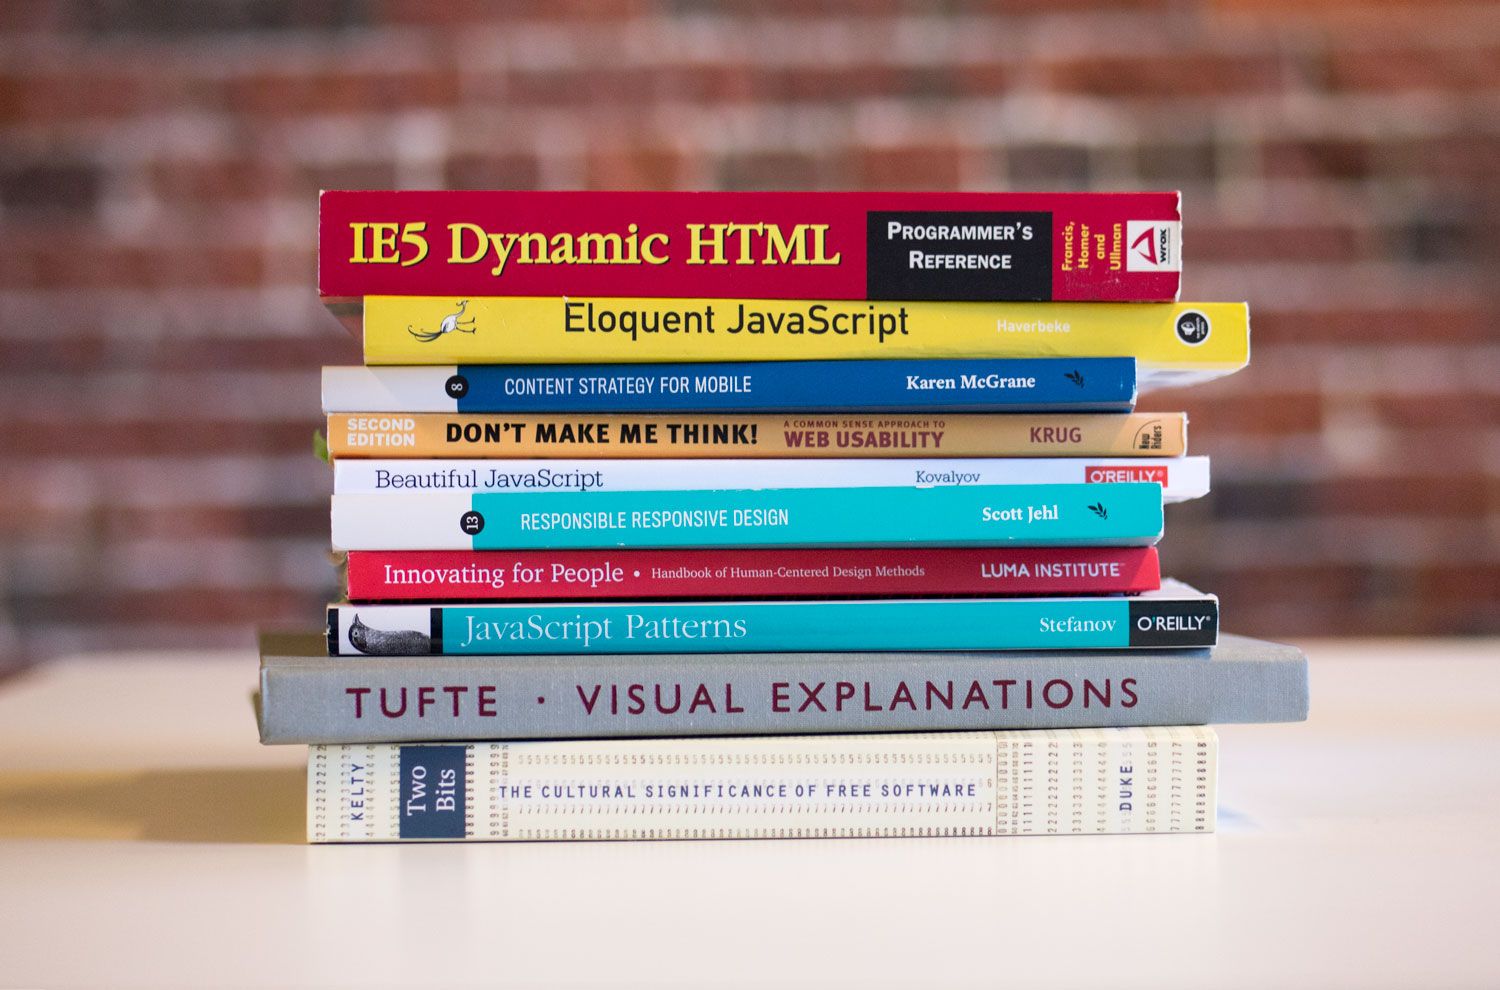 IE5 Dynamic HTML
PROGRAMMER'S
REFERENCE
Francis,
Homer
and
Ullman
wrox
Eloquent JavaScript
Haverbeke
8
CONTENT STRATEGY FOR MOBILE
Karen McGrane
SECOND
EDITION
DON'T MAKE ME THINK!
A COMMON SENSE APPROACH TO
WEB USABILITY
KRUG
New
Riders
Beautiful JavaScript
Kovalyov
O'REILLY®
13
RESPONSIBLE RESPONSIVE DESIGN
Scott Jehl
Innovating for People • Handbook of Human-Centered Design Methods
LUMA INSTITUTE™
JavaScript Patterns
Stefanov
O'REILLY®
TUFTE · VISUAL EXPLANATIONS
KELTY
Two
Bits
THE CULTURAL SIGNIFICANCE OF FREE SOFTWARE
DUKE